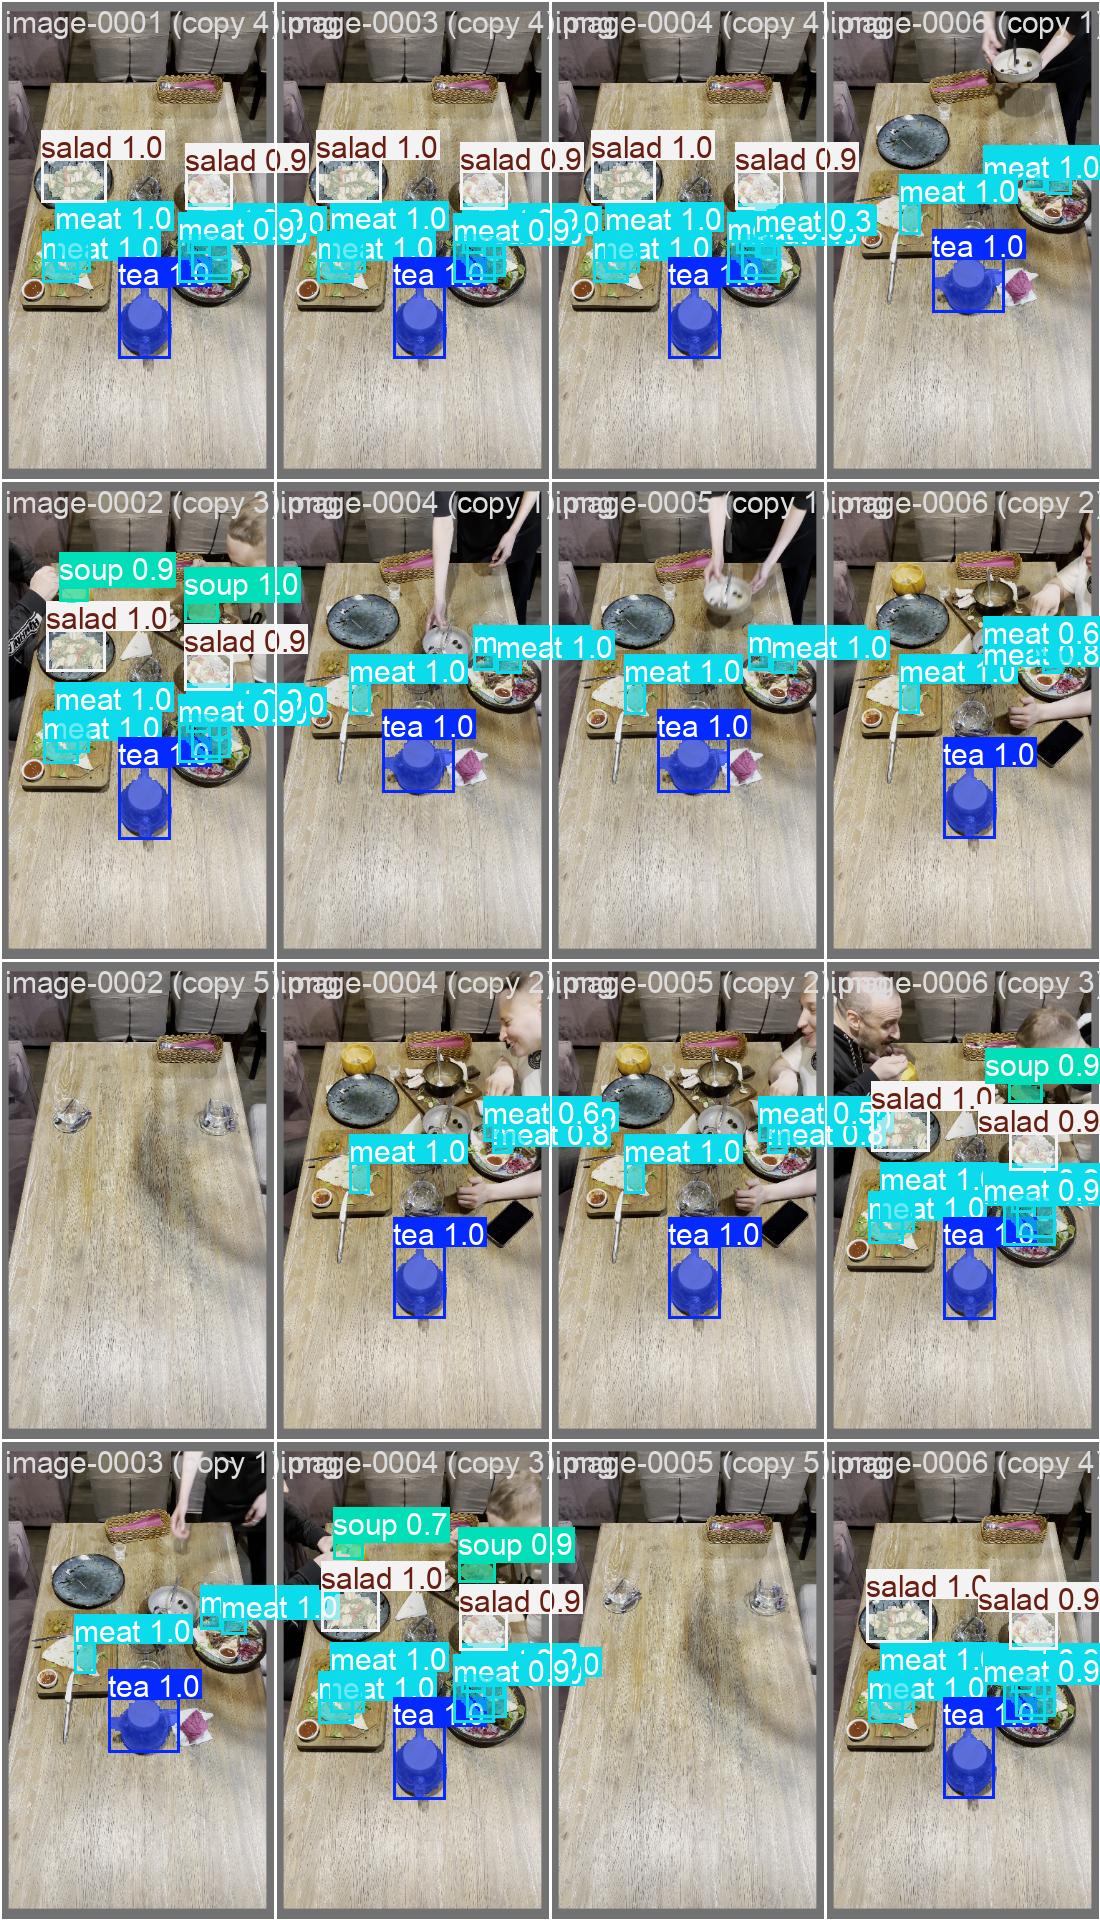 image-0001 (copy 4).png
image-0003 (copy 4).png
image-0004 (copy 4).png
image-0006 (copy 1)
salad 1.0
salad 0.9
salad 1.0
salad 0.9
salad 1.0
salad 0.9
meat 1.0
meat 1.0
meat 1.0
meat 0.9
meat 1.0
meat 0.9
meat 1.0
meat 0.3
meat 1.0
meat 1.0
meat 1.0
tea 1.0
tea 1.0
tea 1.0
tea 1.0
image-0002 (copy 3).png
image-0004 (copy 1).png
image-0005 (copy 1).png
image-0006 (copy 2)
soup 0.9
soup 1.0
salad 1.0
salad 0.9
meat 1.0
meat 0.9
meat 1.0
tea 1.0
meat 1.0
meat 1.0
tea 1.0
meat 1.0
meat 1.0
tea 1.0
meat 0.6
meat 0.8
meat 1.0
tea 1.0
image-0002 (copy 5).png
image-0004 (copy 2).png
image-0005 (copy 2).png
image-0006 (copy 3)
meat 0.6
meat 0.8
meat 1.0
tea 1.0
meat 0.5
meat 0.8
meat 1.0
tea 1.0
soup 0.9
salad 1.0
salad 0.9
meat 1.0
meat 0.9
meat 1.0
tea 1.0
image-0003 (copy 1).png
image-0004 (copy 3).png
image-0005 (copy 5).png
image-0006 (copy 4)
meat 1.0
meat 1.0
tea 1.0
soup 0.7
soup 0.9
salad 1.0
salad 0.9
meat 1.0
meat 0.9
meat 1.0
tea 1.0
salad 1.0
salad 0.9
meat 1.0
meat 0.9
meat 1.0
tea 1.0